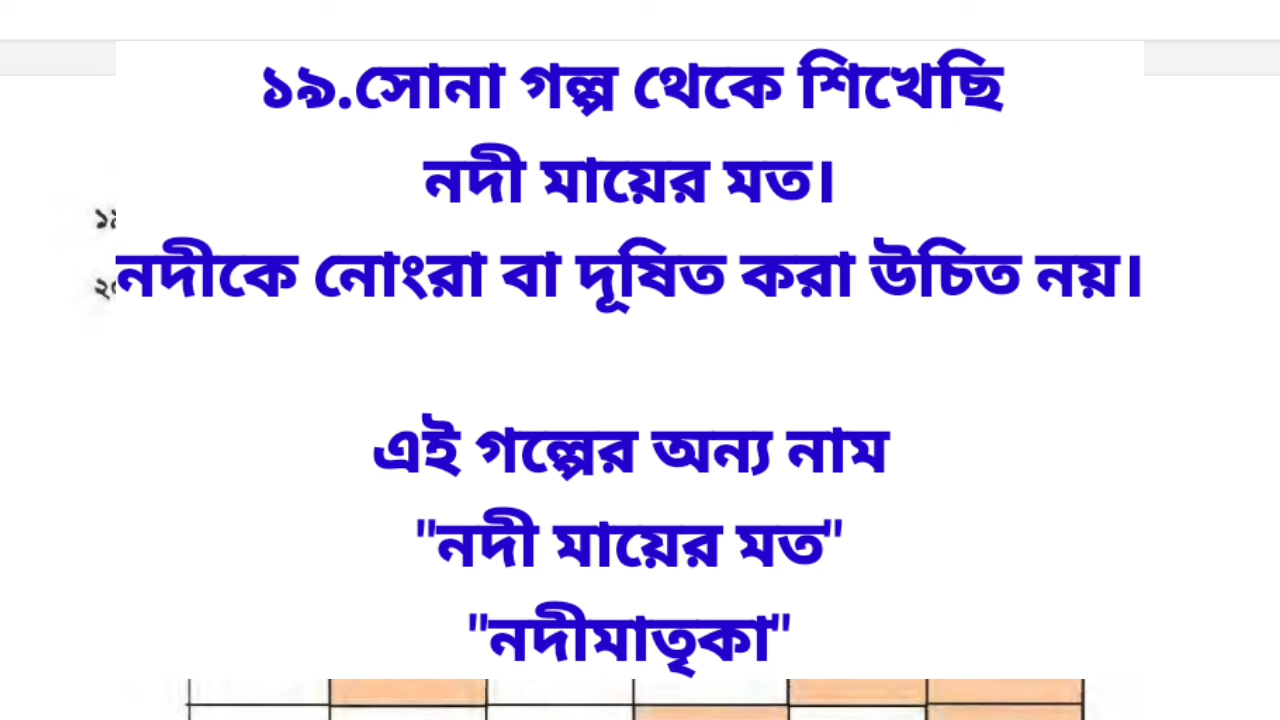 ১৯.সোনা গল্প থেকে শিখেছি
নদী মায়ের মত।
নদীকে নোংরা বা দূষিত করা উচিত নয়।
এই গল্পের অন্য নাম
"নদী মায়ের মত"
"নদীমাতৃকা"